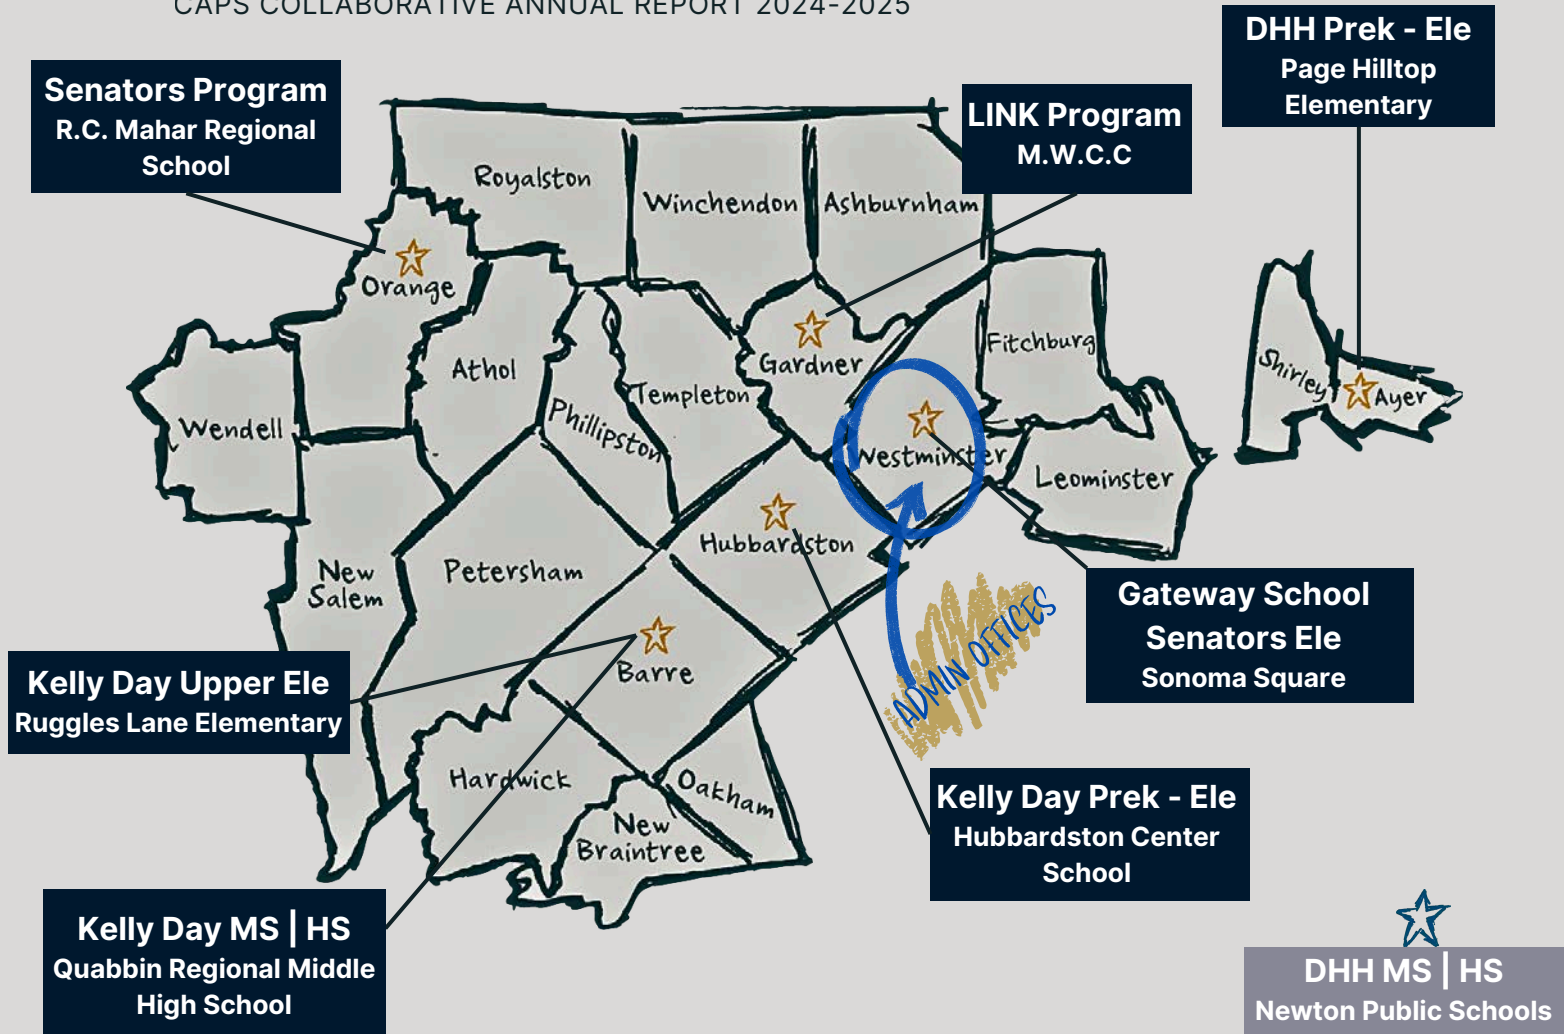 CAPS COLLABORATIVE ANNUAL REPORT 2024-2025
DHH Prek - Ele
Page Hilltop
Elementary
Senators Program
R.C. Mahar Regional
School
LINK Program
M.W.C.C
Royalston
Winchendon
Ashburnham
Orange
Fitchburg
Gardner
Athol
Shirley
Ayer
Templeton
Phillipston
Wendell
Westminster
Leominster
Hubbardston
New
Salem
Petersham
Gateway School
Senators Ele
Sonoma Square
ADMIN OFFICES
Barre
Kelly Day Upper Ele
Ruggles Lane Elementary
Hardwick
Oakham
New
Braintree
Kelly Day Prek - Ele
Hubbardston Center
School
Kelly Day MS | HS
Quabbin Regional Middle
High School
DHH MS | HS
Newton Public Schools